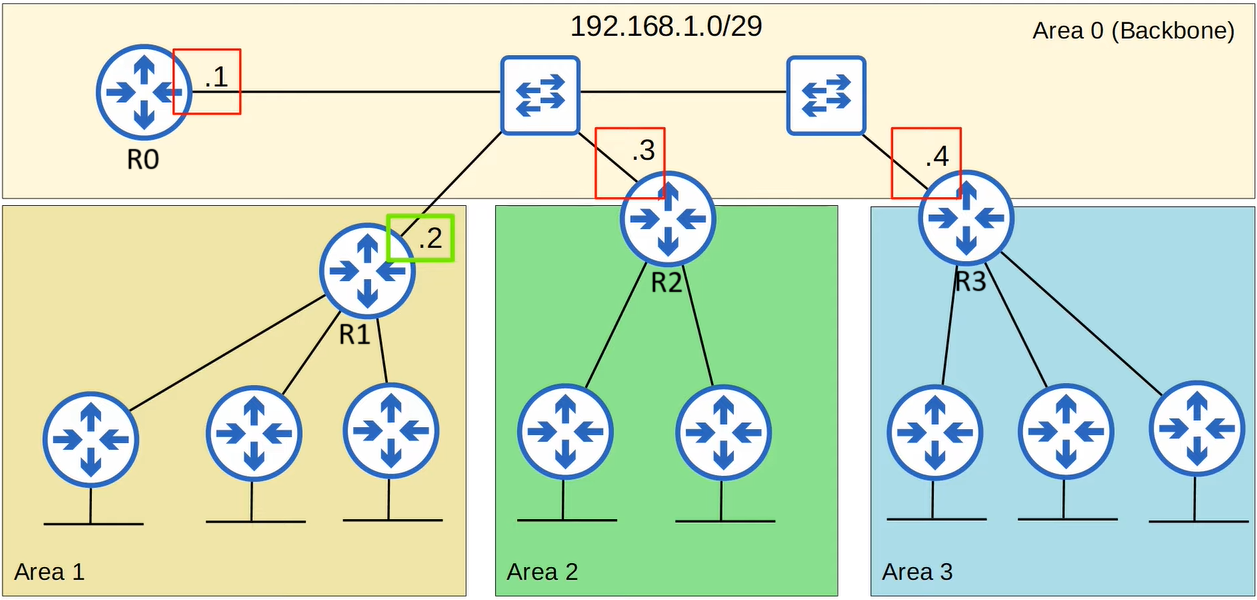 192.168.1.0/29
Area 0 (Backbone)
.1
R0
.3
.4
.2
R1
R2
R3
Area 1
Area 2
Area 3